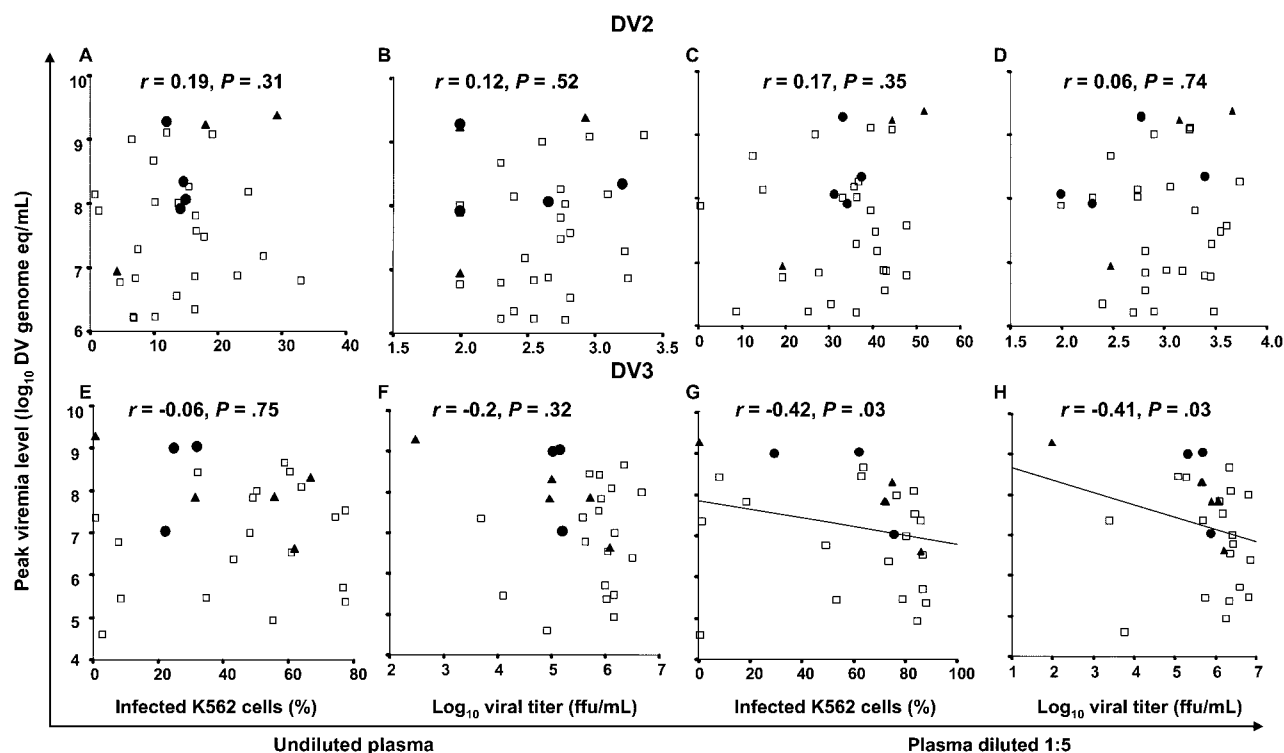 DV2
A
B
C
D
r = 0.19, P = .31
r = 0.12, P = .52
r = 0.17, P = .35
r = 0.06, P = .74
10
9
8
7
6
0 10 20 30 40
1.5 2.0 2.5 3.0 3.5
0 10 20 30 40 50 60
1.5 2.0 2.5 3.0 3.5 4.0
Peak viremia level (log10 DV genome eq/mL)
DV3
E
F
G
H
r = -0.06, P = .75
r = -0.2, P = .32
r = -0.42, P = .03
r = -0.41, P = .03
10
9
8
7
6
5
4
0 20 40 60 80
2 3 4 5 6 7
0 20 40 60 80 100
1 2 3 4 5 6 7
Infected K562 cells (%)
Log10 viral titer (ffu/mL)
Infected K562 cells (%)
Log10 viral titer (ffu/mL)
Undiluted plasma
Plasma diluted 1:5